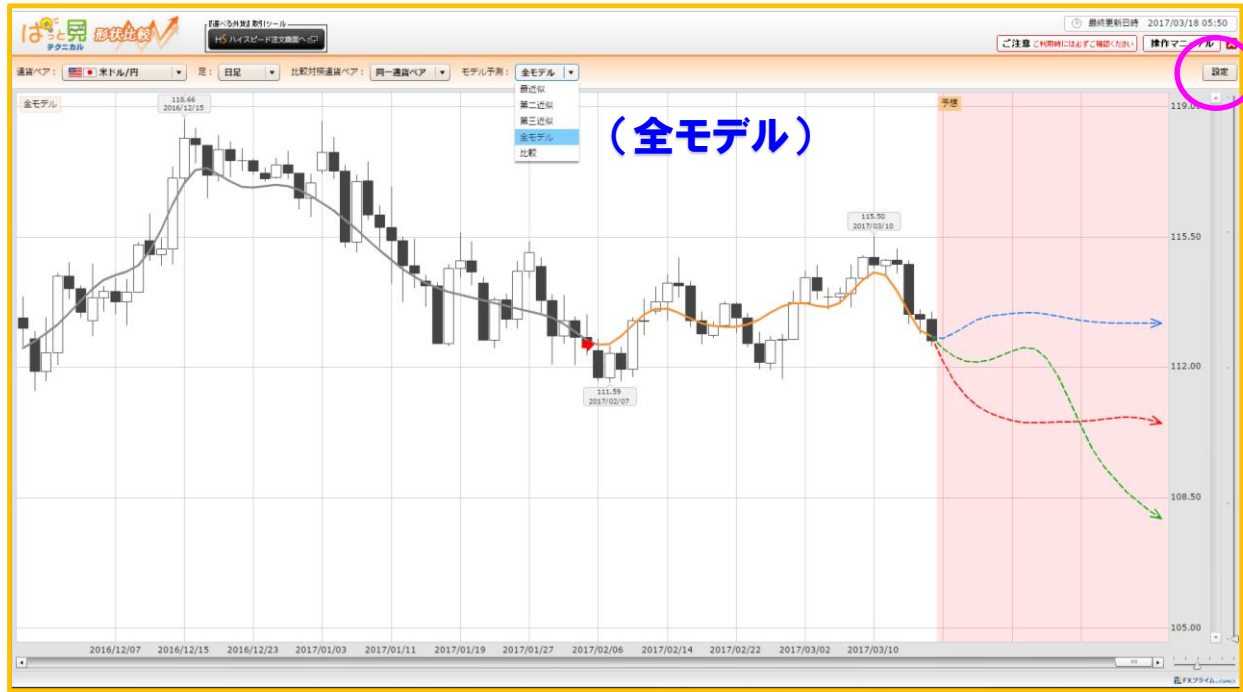 ぱっと見
テクニカル
形状比較
『選べる外貨』取引ツール
HS ハイスピード注文画面へ
最終更新日時 2017/03/18 05:50
ご注意 ご利用時には必ずご確認ください
操作マニュアル
通貨ペア： 米ドル/円 足： 日足 比較対照通貨ペア： 同一通貨ペア モデル予測： 全モデル
設定
最近似
第二近似
第三近似
全モデル
比較
（全モデル）
全モデル
予想
118.66
2016/12/15
115.50
2017/03/10
111.59
2017/02/07
119.00
115.50
112.00
108.50
105.00
2016/12/07 2016/12/15 2016/12/23 2017/01/03 2017/01/11 2017/01/19 2017/01/27 2017/02/06 2017/02/14 2017/02/22 2017/03/02 2017/03/10
FXプライム